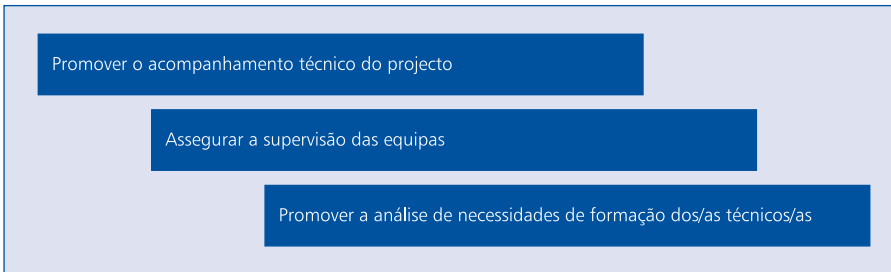 Promover o acompanhamento técnico do projecto
Assegurar a supervisão das equipas
Promover a análise de necessidades de formação dos/as técnicos/as